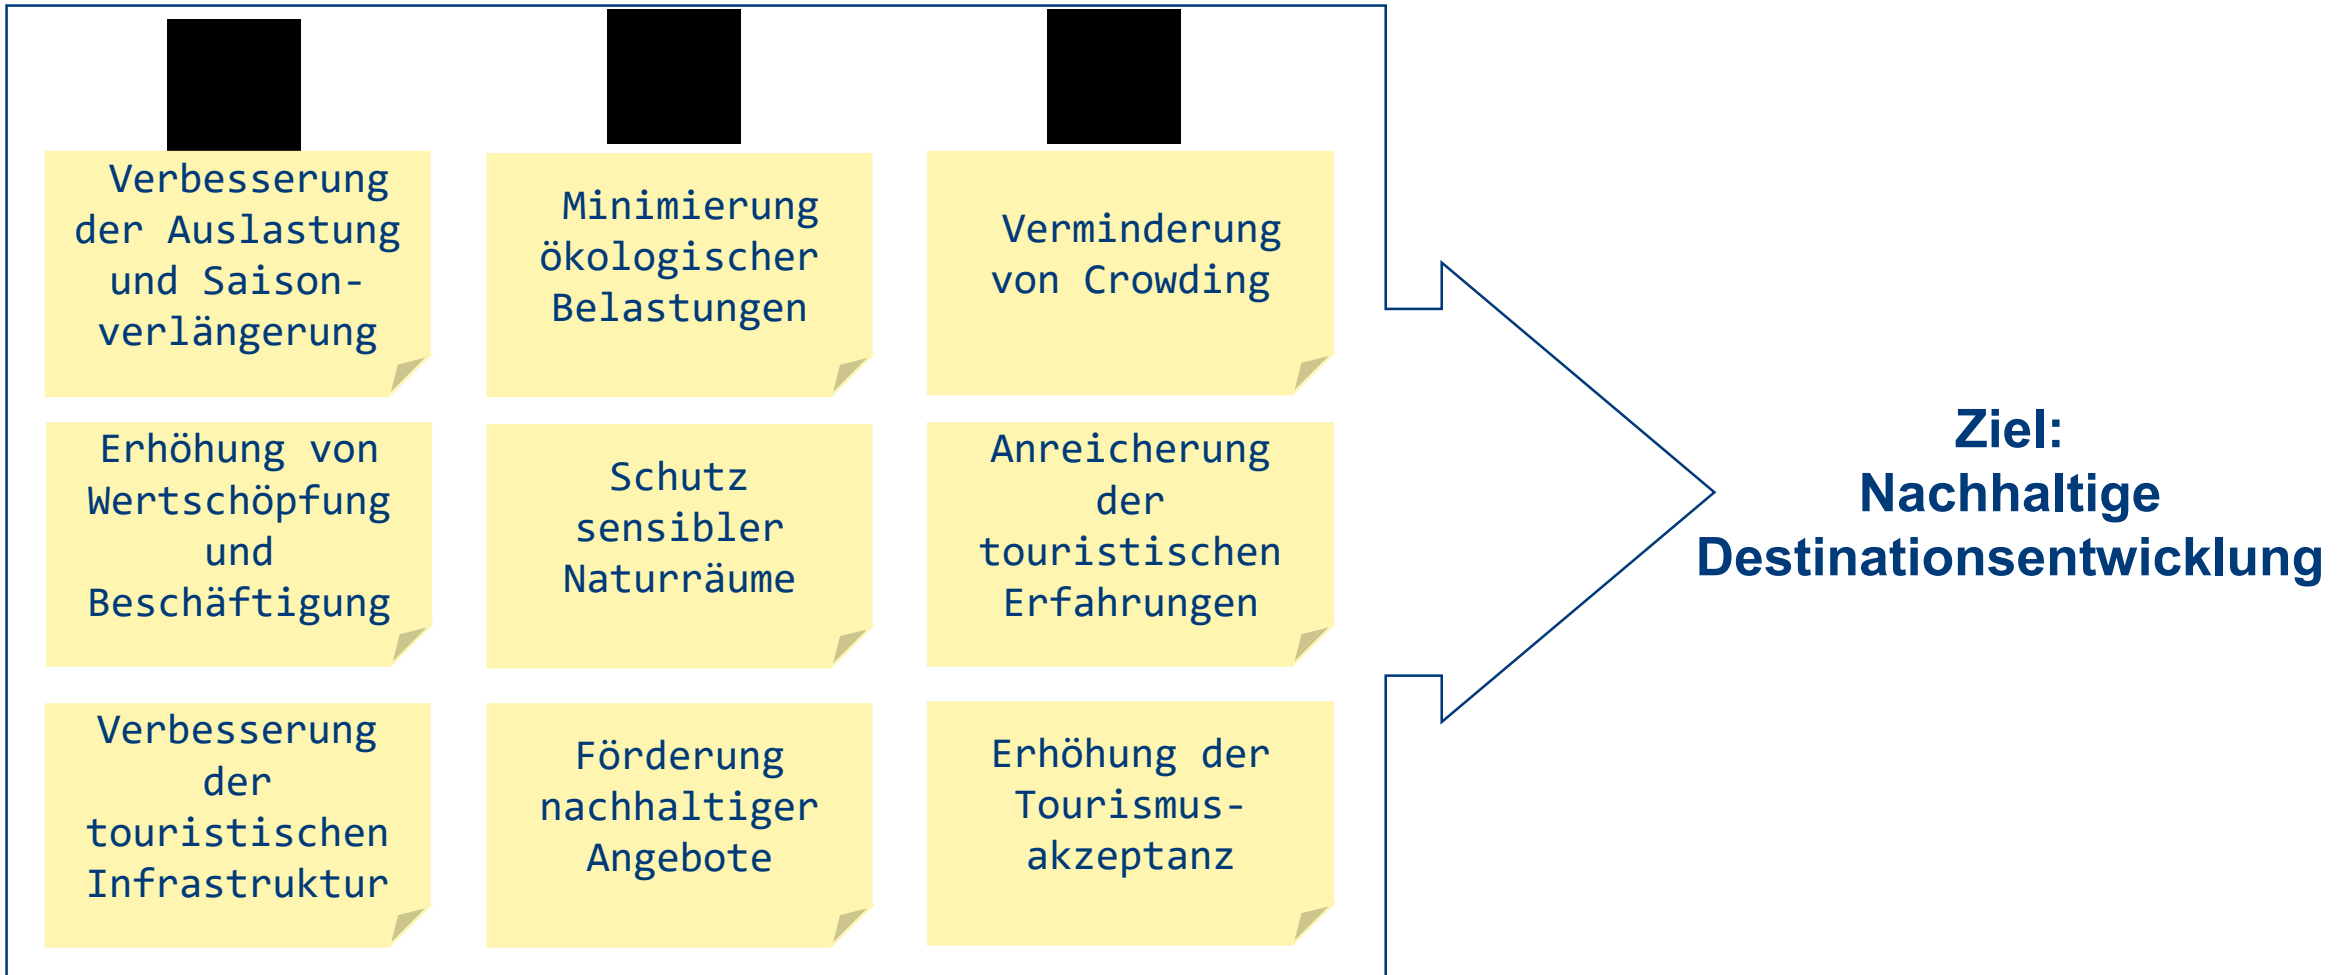 Verbesserung
der Auslastung
und Saison-
verlängerung
Minimierung
ökologischer
Belastungen
Verminderung
von Crowding
Erhöhung von
Wertschöpfung
und
Beschäftigung
Schutz
sensibler
Naturräume
Anreicherung
der
touristischen
Erfahrungen
Verbesserung
der
touristischen
Infrastruktur
Förderung
nachhaltiger
Angebote
Erhöhung der
Tourismus-
akzeptanz
Ziel:
Nachhaltige
Destinationsentwicklung